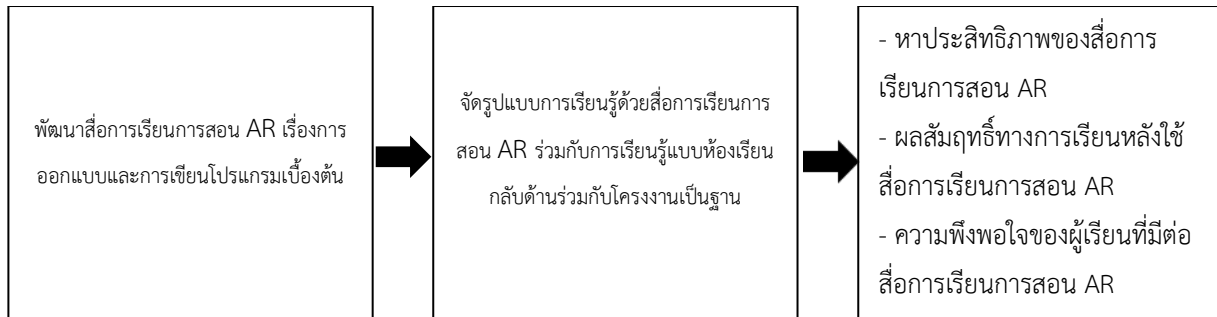 พัฒนาสื่อการเรียนการสอน AR เรื่องการ
ออกแบบและการเขียนโปรแกรมเบื้องต้น
จัดรูปแบบการเรียนรู้ด้วยสื่อการเรียนการ
สอน AR ร่วมกับการเรียนรู้แบบห้องเรียน
กลับด้านร่วมกับโครงงานเป็นฐาน
- หาประสิทธิภาพของสื่อการ
เรียนการสอน AR
- ผลสัมฤทธิ์ทางการเรียนหลังใช้
สื่อการเรียนการสอน AR
- ความพึงพอใจของผู้เรียนที่มีต่อ
สื่อการเรียนการสอน AR